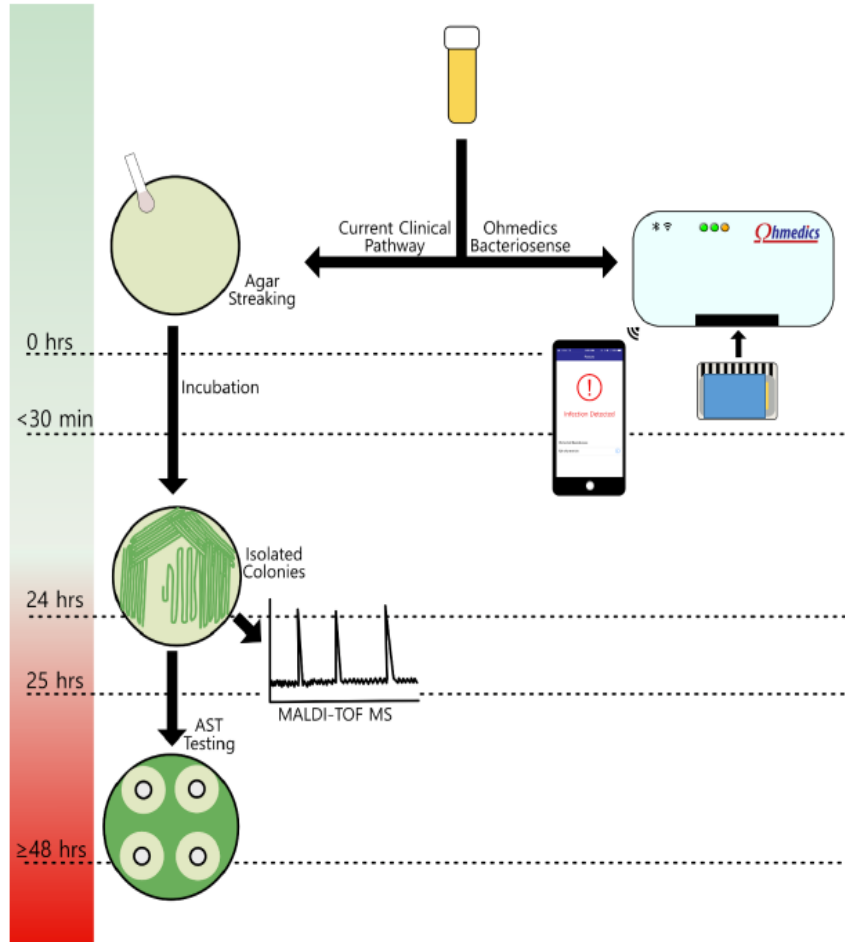 Current Clinical
Pathway
Ohmedics
Bacteriosense
Ωhmedics
Agar
Streaking
0 hrs
Incubation
Infection Detected
<30 min
Isolated
Colonies
24 hrs
25 hrs
MALDI-TOF MS
AST
Testing
≥48 hrs